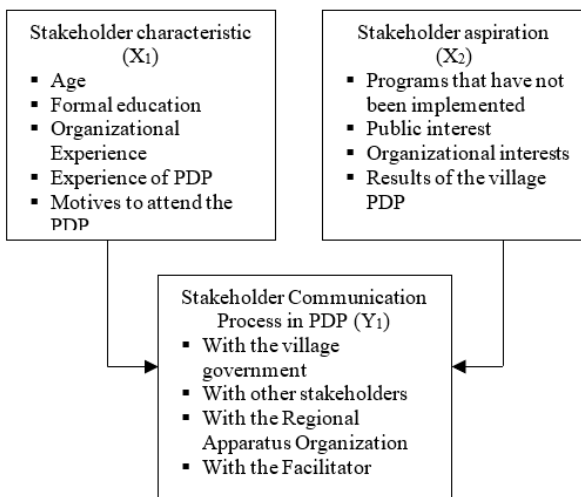 Stakeholder characteristic
(X₁)
▪ Age
▪ Formal education
▪ Organizational
Experience
▪ Experience of PDP
▪ Motives to attend the
PDP
Stakeholder aspiration
(X₂)
▪ Programs that have not
been implemented
▪ Public interest
▪ Organizational interests
▪ Results of the village
PDP
Stakeholder Communication
Process in PDP (Y₁)
▪ With the village
government
▪ With other stakeholders
▪ With the Regional
Apparatus Organization
▪ With the Facilitator